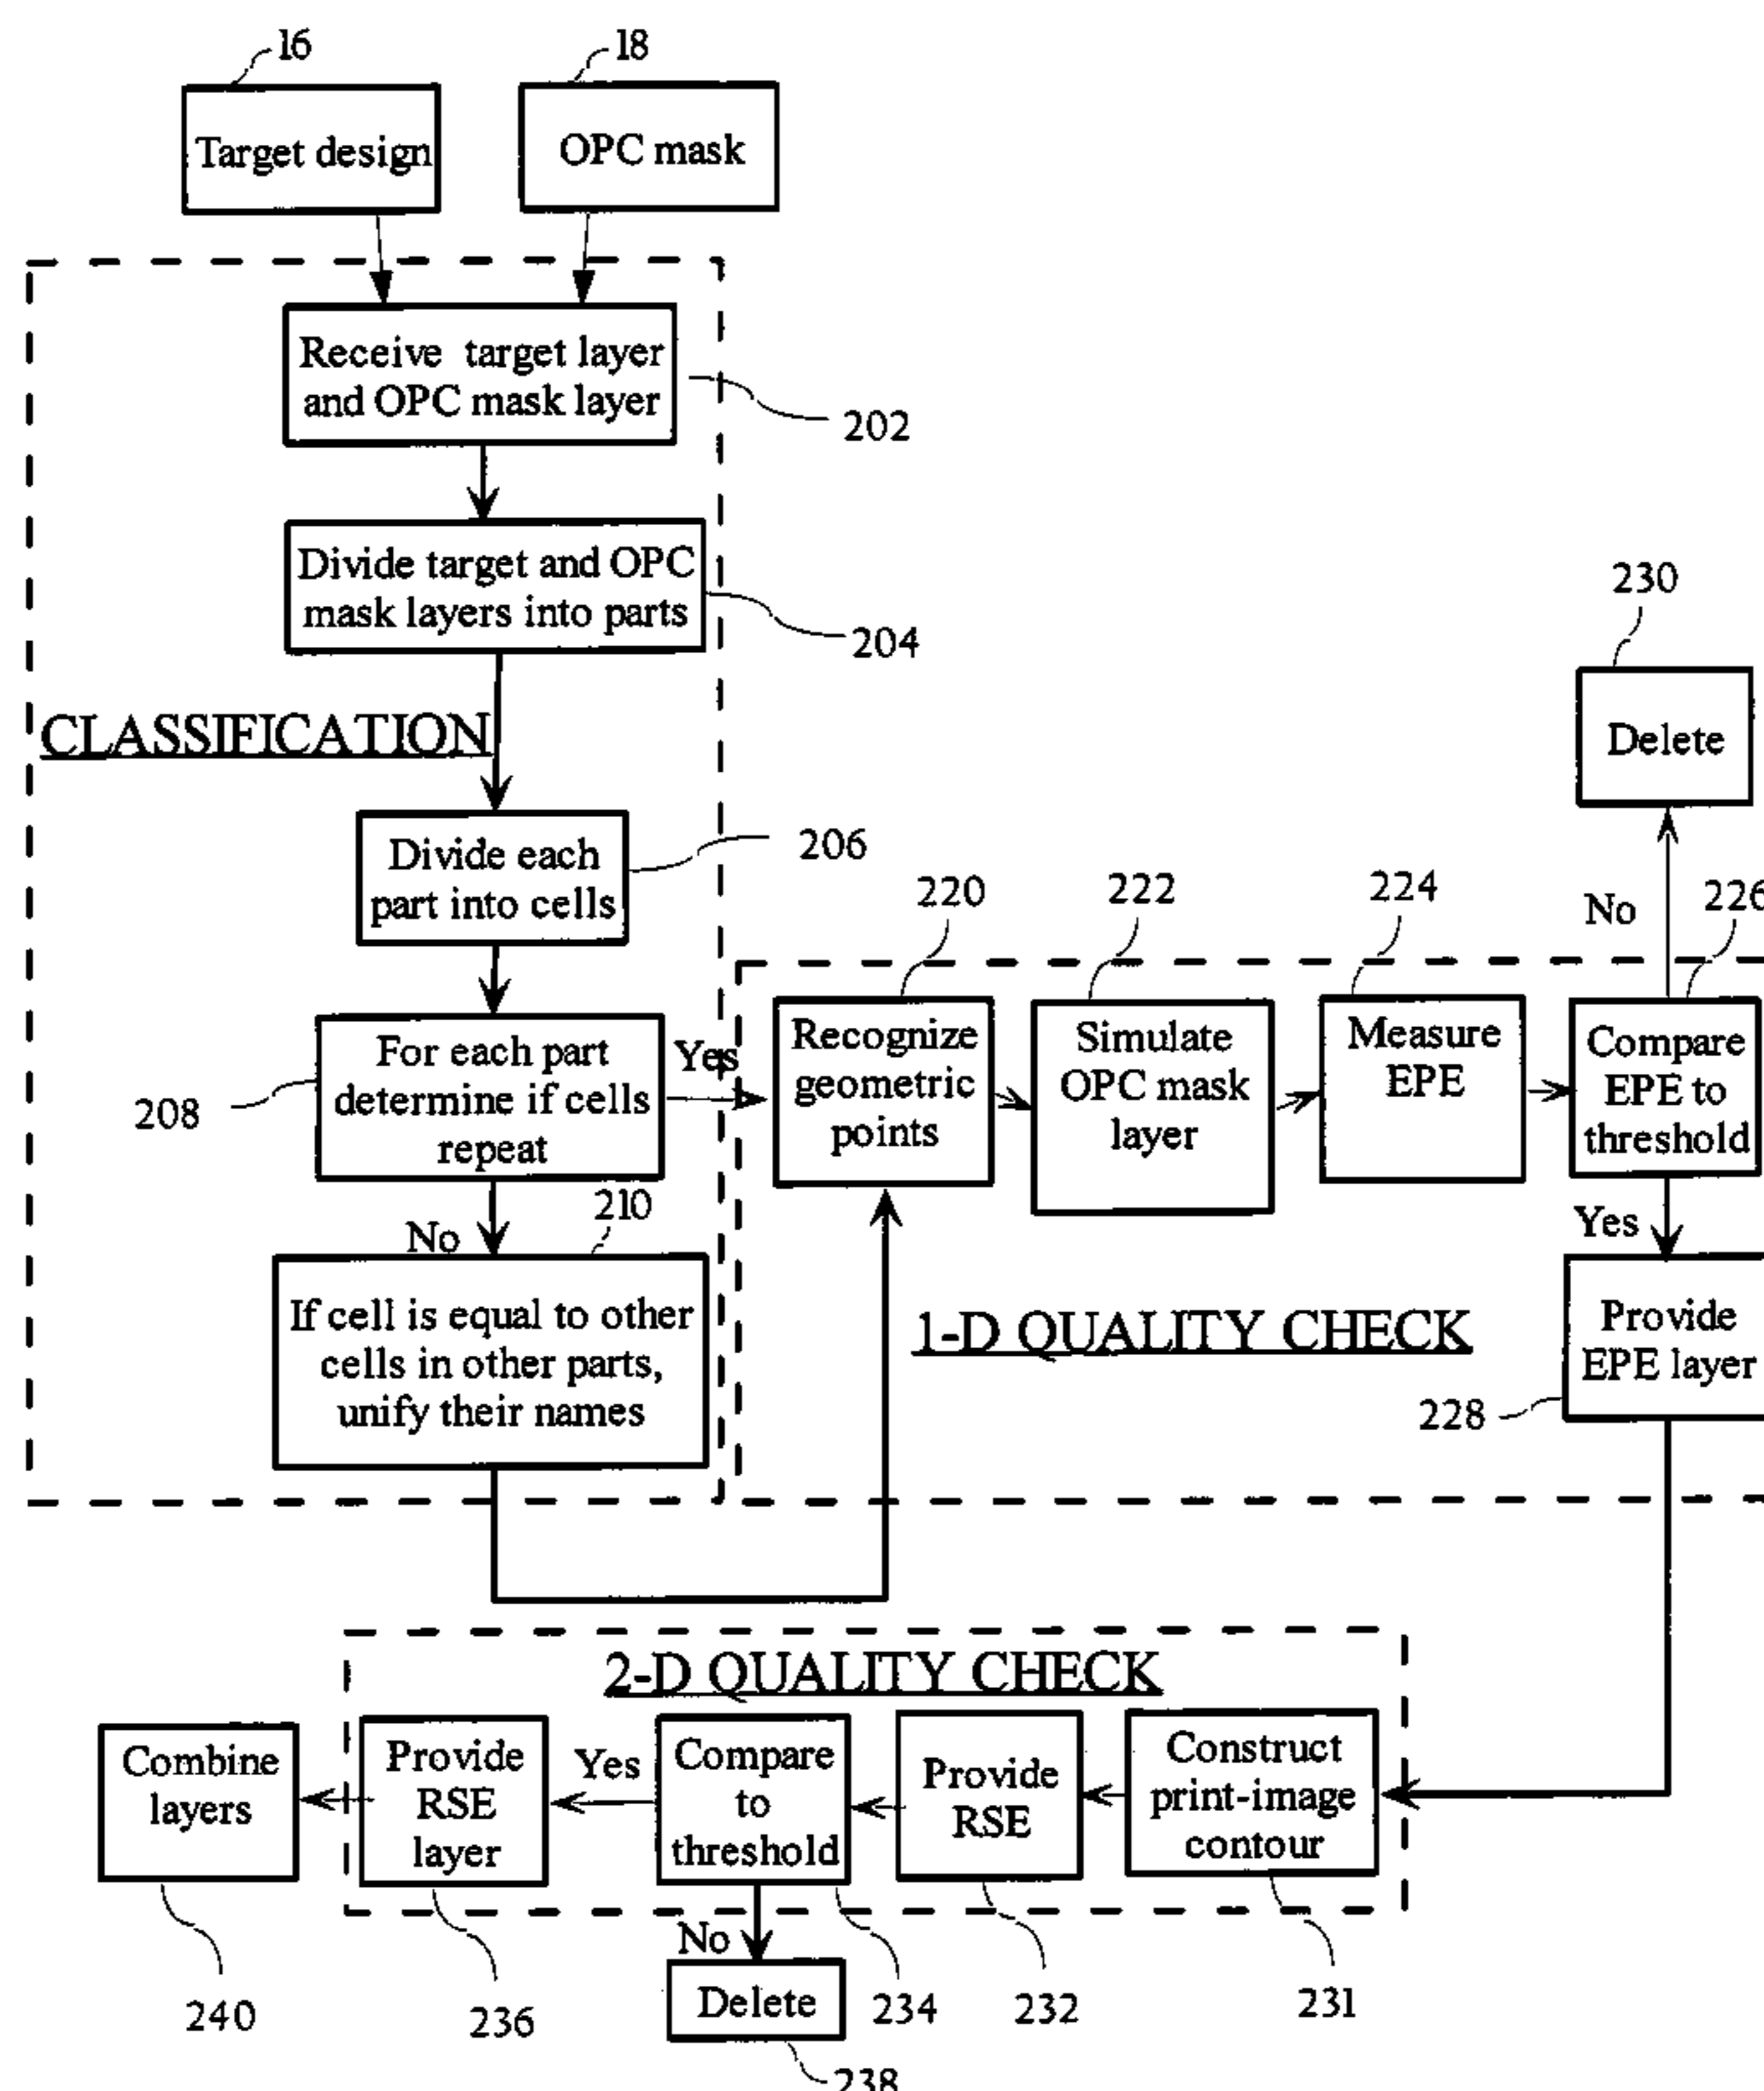 16
18
Target design
OPC mask
Receive target layer
and OPC mask layer
202
Divide target and OPC
mask layers into parts
204
CLASSIFICATION
Divide each
part into cells
206
For each part
determine if cells
repeat
208
Yes
No
210
If cell is equal to other
cells in other parts,
unify their names
220
Recognize
geometric
points
222
Simulate
OPC mask
layer
224
Measure
EPE
226
Compare
EPE to
threshold
No
230
Delete
Yes
Provide
EPE layer
228
1-D QUALITY CHECK
2-D QUALITY CHECK
Construct
print-image
contour
231
Provide
RSE
232
Compare
to
threshold
234
Yes
Provide
RSE
layer
236
Combine
layers
240
No
Delete
238